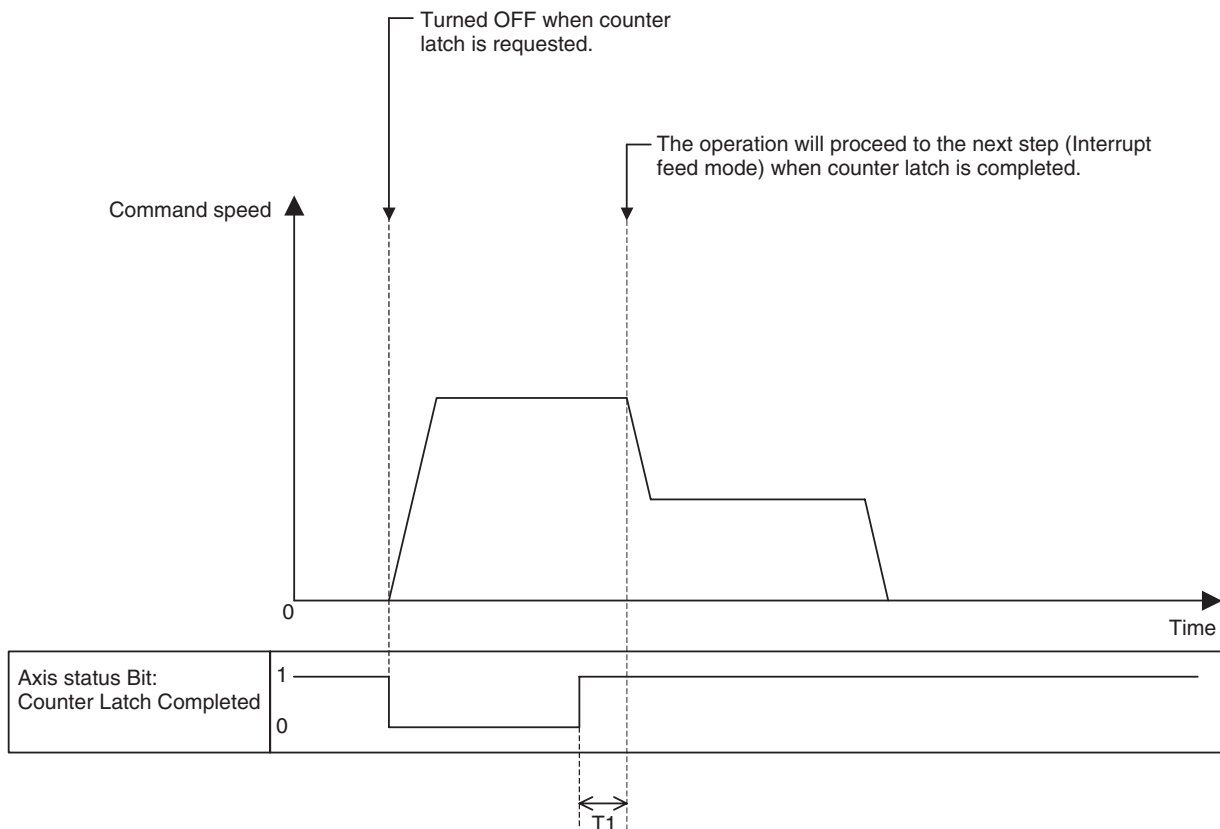 Turned OFF when counter
latch is requested.
The operation will proceed to the next step (Interrupt
feed mode) when counter latch is completed.
Command speed
0
Time
Axis status Bit:
Counter Latch Completed
1
0
T1